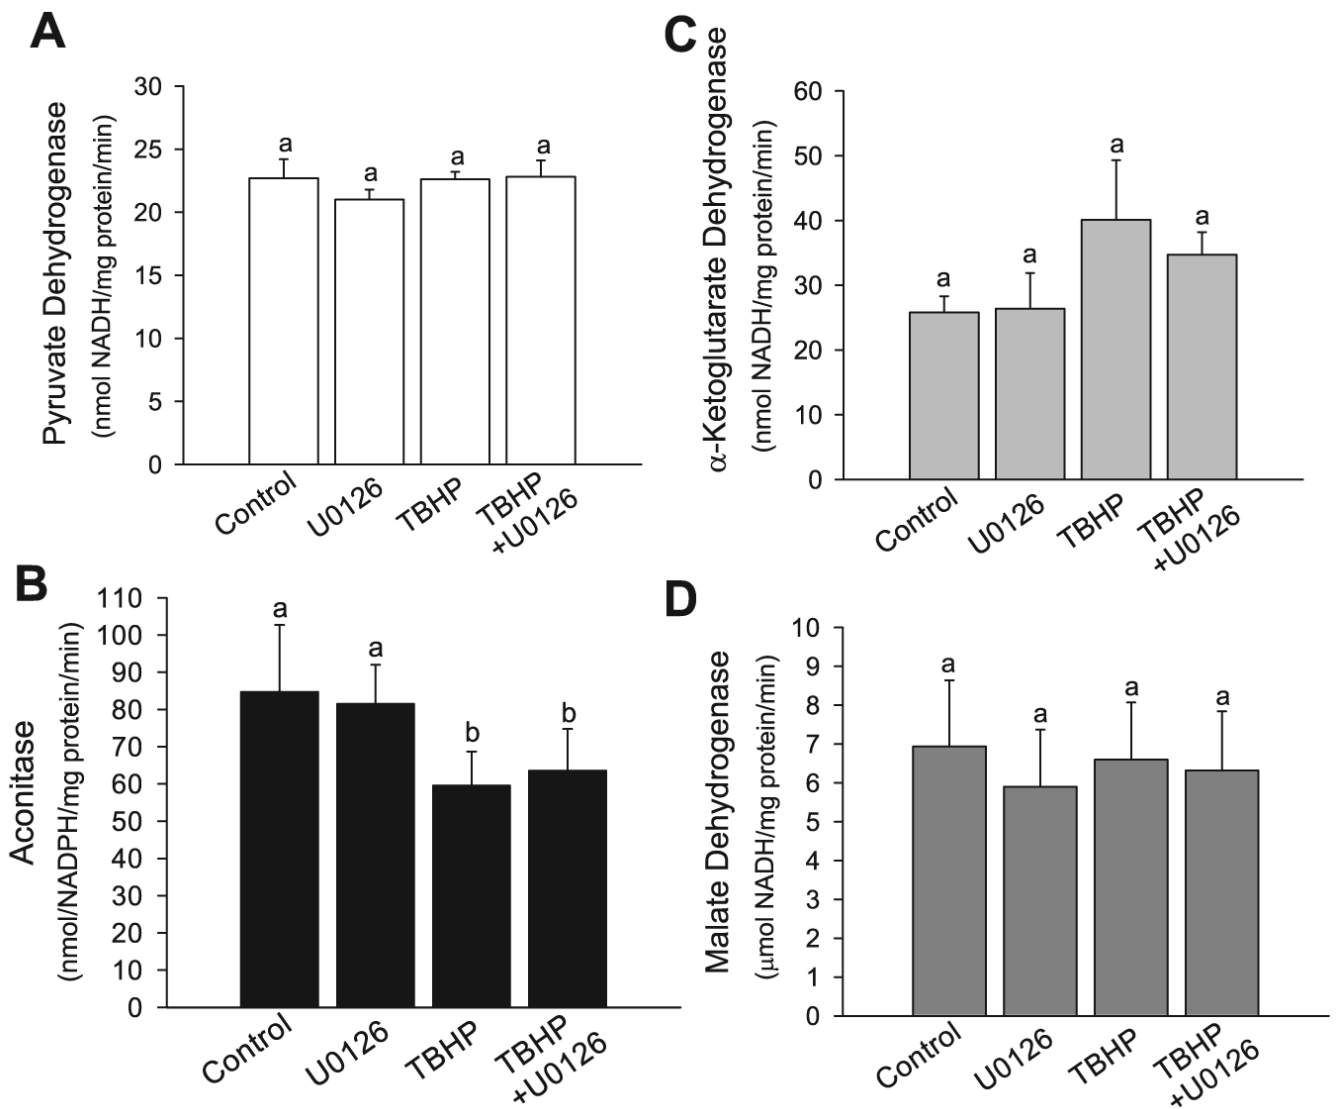 A
Pyruvate Dehydrogenase
(nmol NADH/mg protein/min)
30
25
20
15
10
5
0
a
a
a
a
Control
U0126
TBHP
TBHP
+U0126
C
α-Ketoglutarate Dehydrogenase
(nmol NADH/mg protein/min)
60
50
40
30
20
10
0
a
a
a
a
Control
U0126
TBHP
TBHP
+U0126
B
Aconitase
(nmol/NADPH/mg protein/min)
110
100
90
80
70
60
50
40
30
20
10
0
a
a
b
b
Control
U0126
TBHP
TBHP
+U0126
D
Malate Dehydrogenase
(µmol NADH/mg protein/min)
10
9
8
7
6
5
4
3
2
1
0
a
a
a
a
Control
U0126
TBHP
TBHP
+U0126